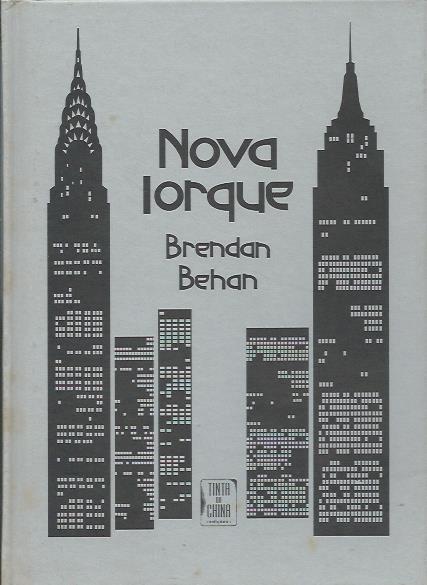 Nova
Iorque
Brendan
Behan
TINTA
DA
CHINA